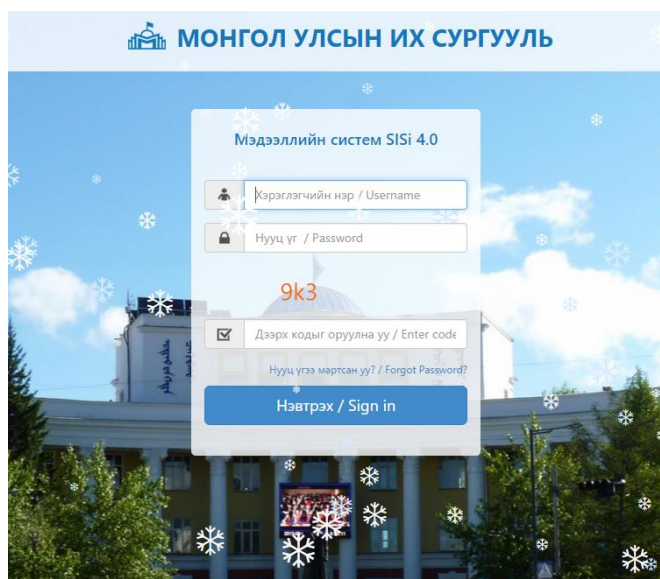 МОНГОЛ УЛСЫН ИХ СУРГУУЛЬ
Мэдээллийн систем SISi 4.0
Хэрэглэгчийн нэр / Username
Нууц үг / Password
9k3
Дээрх кодыг оруулна уу / Enter code
Нууц үгээ мартсан уу? / Forgot Password?
Нэвтрэх / Sign in